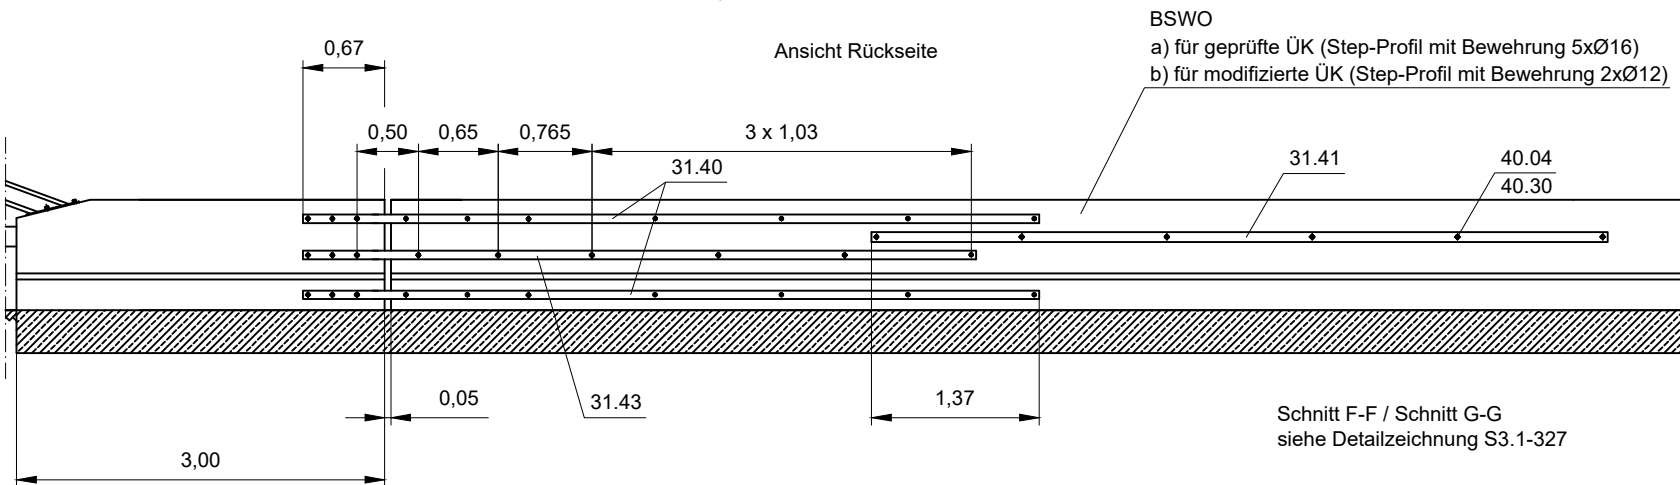 BSWO
a) für geprüfte ÜK (Step-Profil mit Bewehrung 5xØ16)
b) für modifizierte ÜK (Step-Profil mit Bewehrung 2xØ12)
Ansicht Rückseite
0,67
0,50
0,65
0,765
3 x 1,03
31.40
31.41
40.04
40.30
0,05
31.43
1,37
3,00
Schnitt F-F / Schnitt G-G
siehe Detailzeichnung S3.1-327